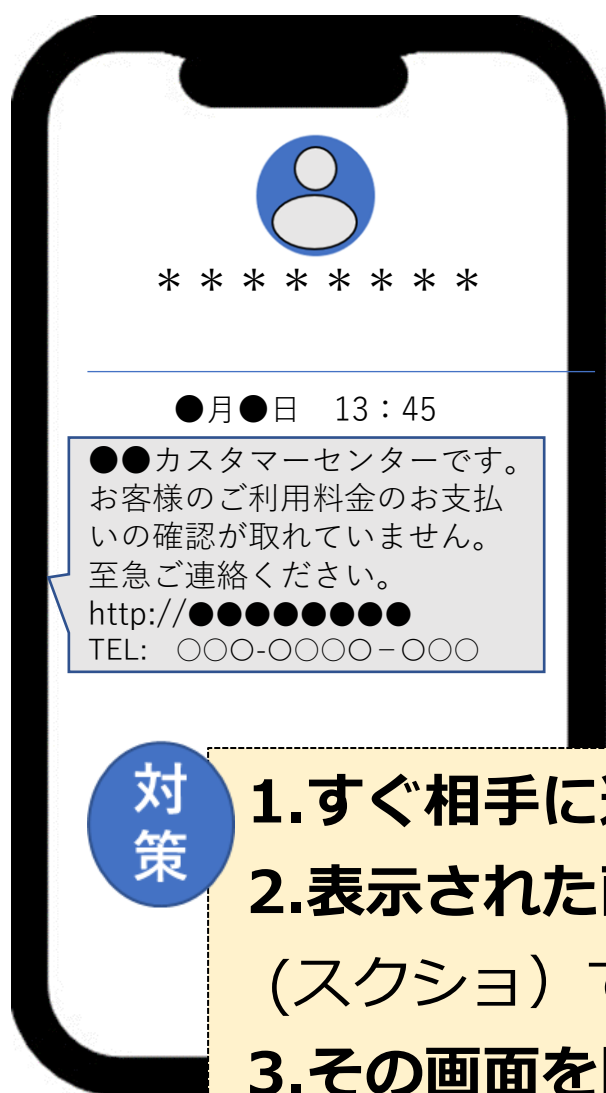 ********
●月●日 13：45
●●カスタマーセンターです。
お客様のご利用料金のお支払
いの確認が取れていません。
至急ご連絡ください。
http://●●●●●●●●
TEL: ○○○-○○○○－○○○
対
策
1.すぐ相手に
2.表示された
(スクショ）
3.その画面を